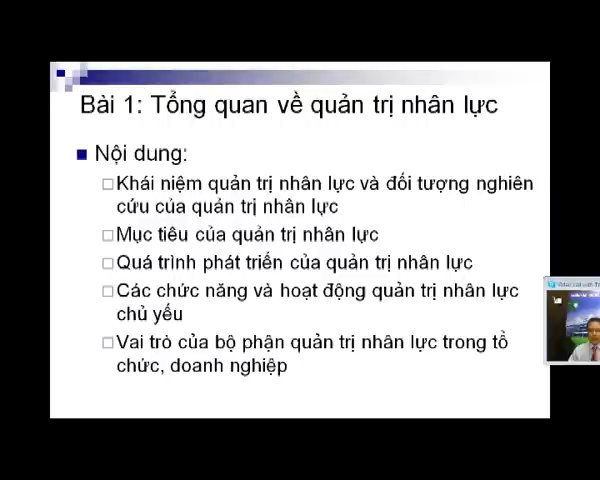 Bài 1: Tổng quan về quản trị nhân lực
Nội dung:
Khái niệm quản trị nhân lực và đối tượng nghiên
cứu của quản trị nhân lực
Mục tiêu của quản trị nhân lực
Quá trình phát triển của quản trị nhân lực
Các chức năng và hoạt động quản trị nhân lực
chủ yếu
Vai trò của bộ phận quản trị nhân lực trong tổ
chức, doanh nghiệp